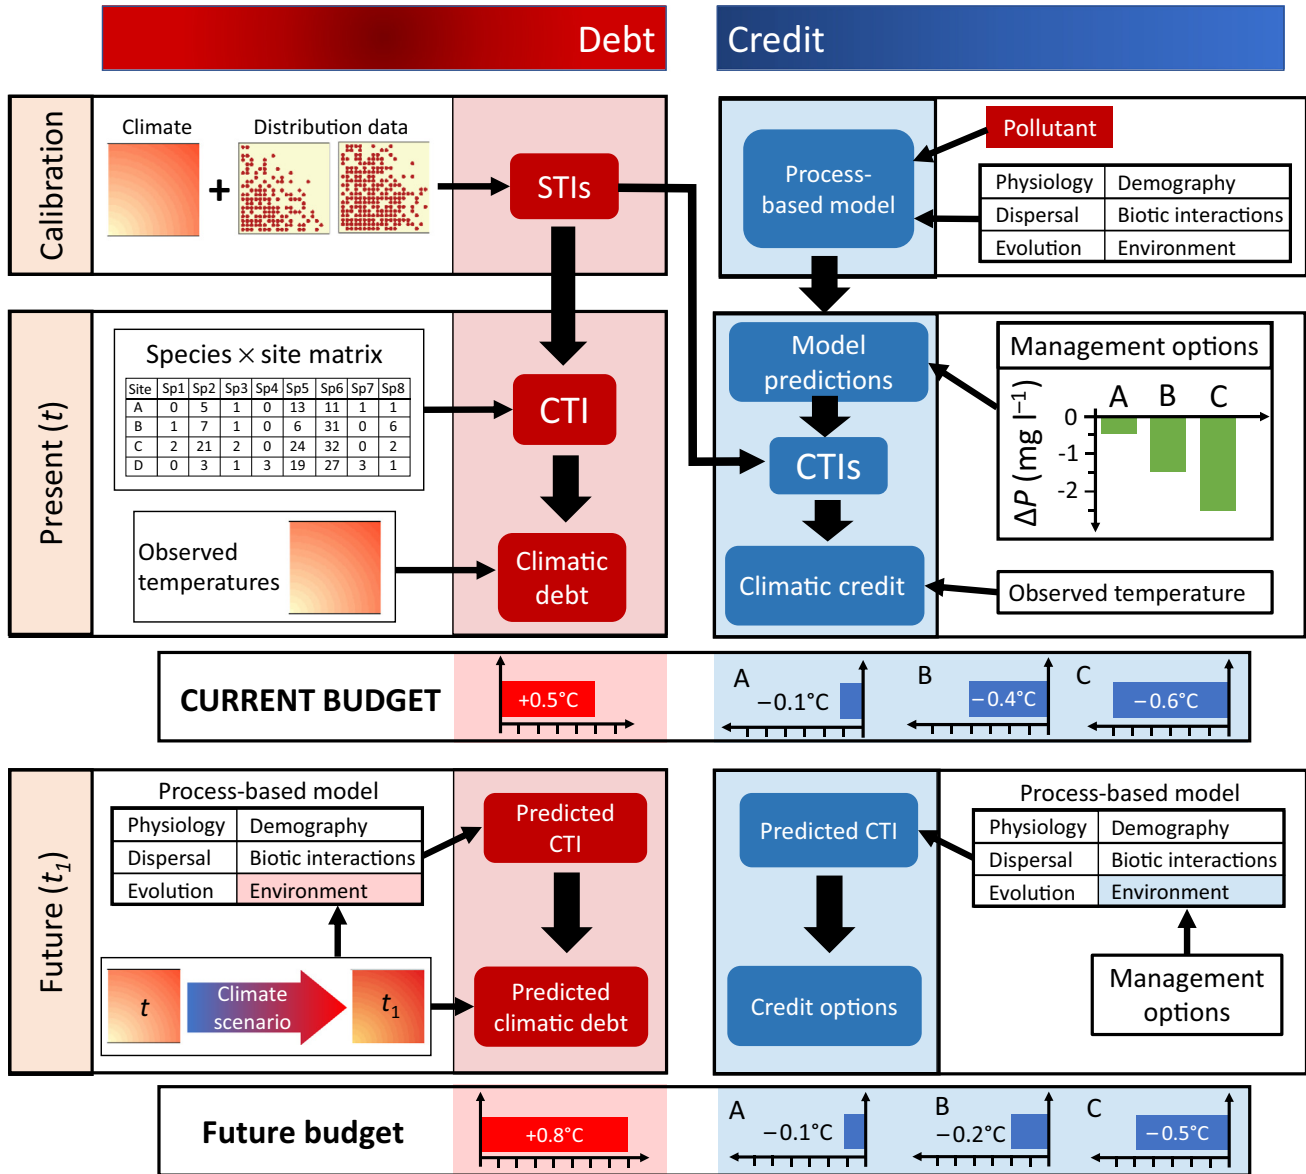 Debt
Credit
Calibration
Climate
Distribution data
+
STIs
Process-
based model
Pollutant
Physiology Demography
Dispersal Biotic interactions
Evolution Environment
Present (t)
Species × site matrix
Site Sp1 Sp2 Sp3 Sp4 Sp5 Sp6 Sp7 Sp8
A 0 5 1 0 13 11 1 1
B 1 7 1 0 6 31 0 6
C 2 21 2 0 24 32 0 2
D 0 3 1 3 19 27 3 1
CTI
Observed
temperatures
Climatic
debt
Model
predictions
CTIs
Climatic credit
Management options
A B C
0
-1
-2
ΔP (mg l⁻¹)
Observed temperature
CURRENT BUDGET
+0.5°C
A
−0.1°C
B
−0.4°C
C
−0.6°C
Future (t₁)
Process-based model
Physiology Demography
Dispersal Biotic interactions
Evolution Environment
t
Climate
scenario
t₁
Predicted
CTI
Predicted
climatic debt
Predicted CTI
Credit options
Process-based model
Physiology Demography
Dispersal Biotic interactions
Evolution Environment
Management
options
Future budget
+0.8°C
A
−0.1°C
B
−0.2°C
C
−0.5°C